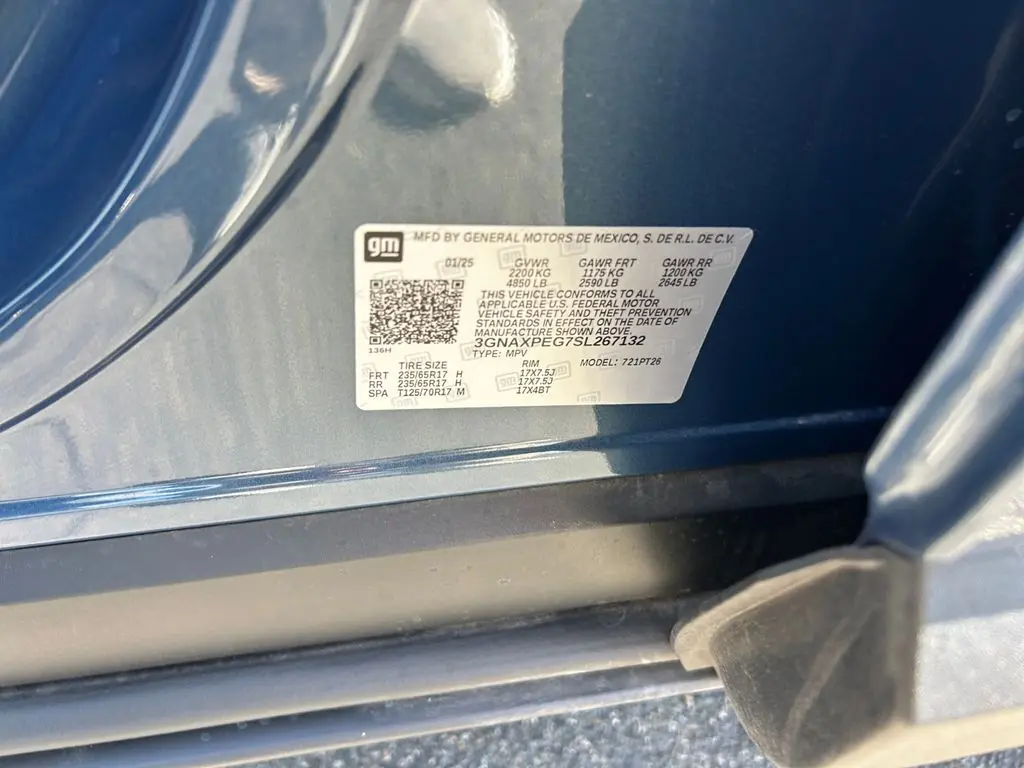 gm MFD BY GENERAL MOTORS DE MEXICO, S. DE R.L. DE C.V.
01/25 GVWR GAWR FRT GAWR RR
2200 KG 1175 KG 1200 KG
4850 LB 2590 LB 2645 LB
THIS VEHICLE CONFORMS TO ALL
APPLICABLE U.S. FEDERAL MOTOR
VEHICLE SAFETY AND THEFT PREVENTION
STANDARDS IN EFFECT ON THE DATE OF
MANUFACTURE SHOWN ABOVE.
3GNAXPEG7SL267132
136H
TYPE: MPV MODEL: 721PT26
TIRE SIZE RIM
FRT 235/65R17 H 17X7.5J
RR 235/65R17 H 17X7.5J
SPA T125/70R17 M 17X4BT